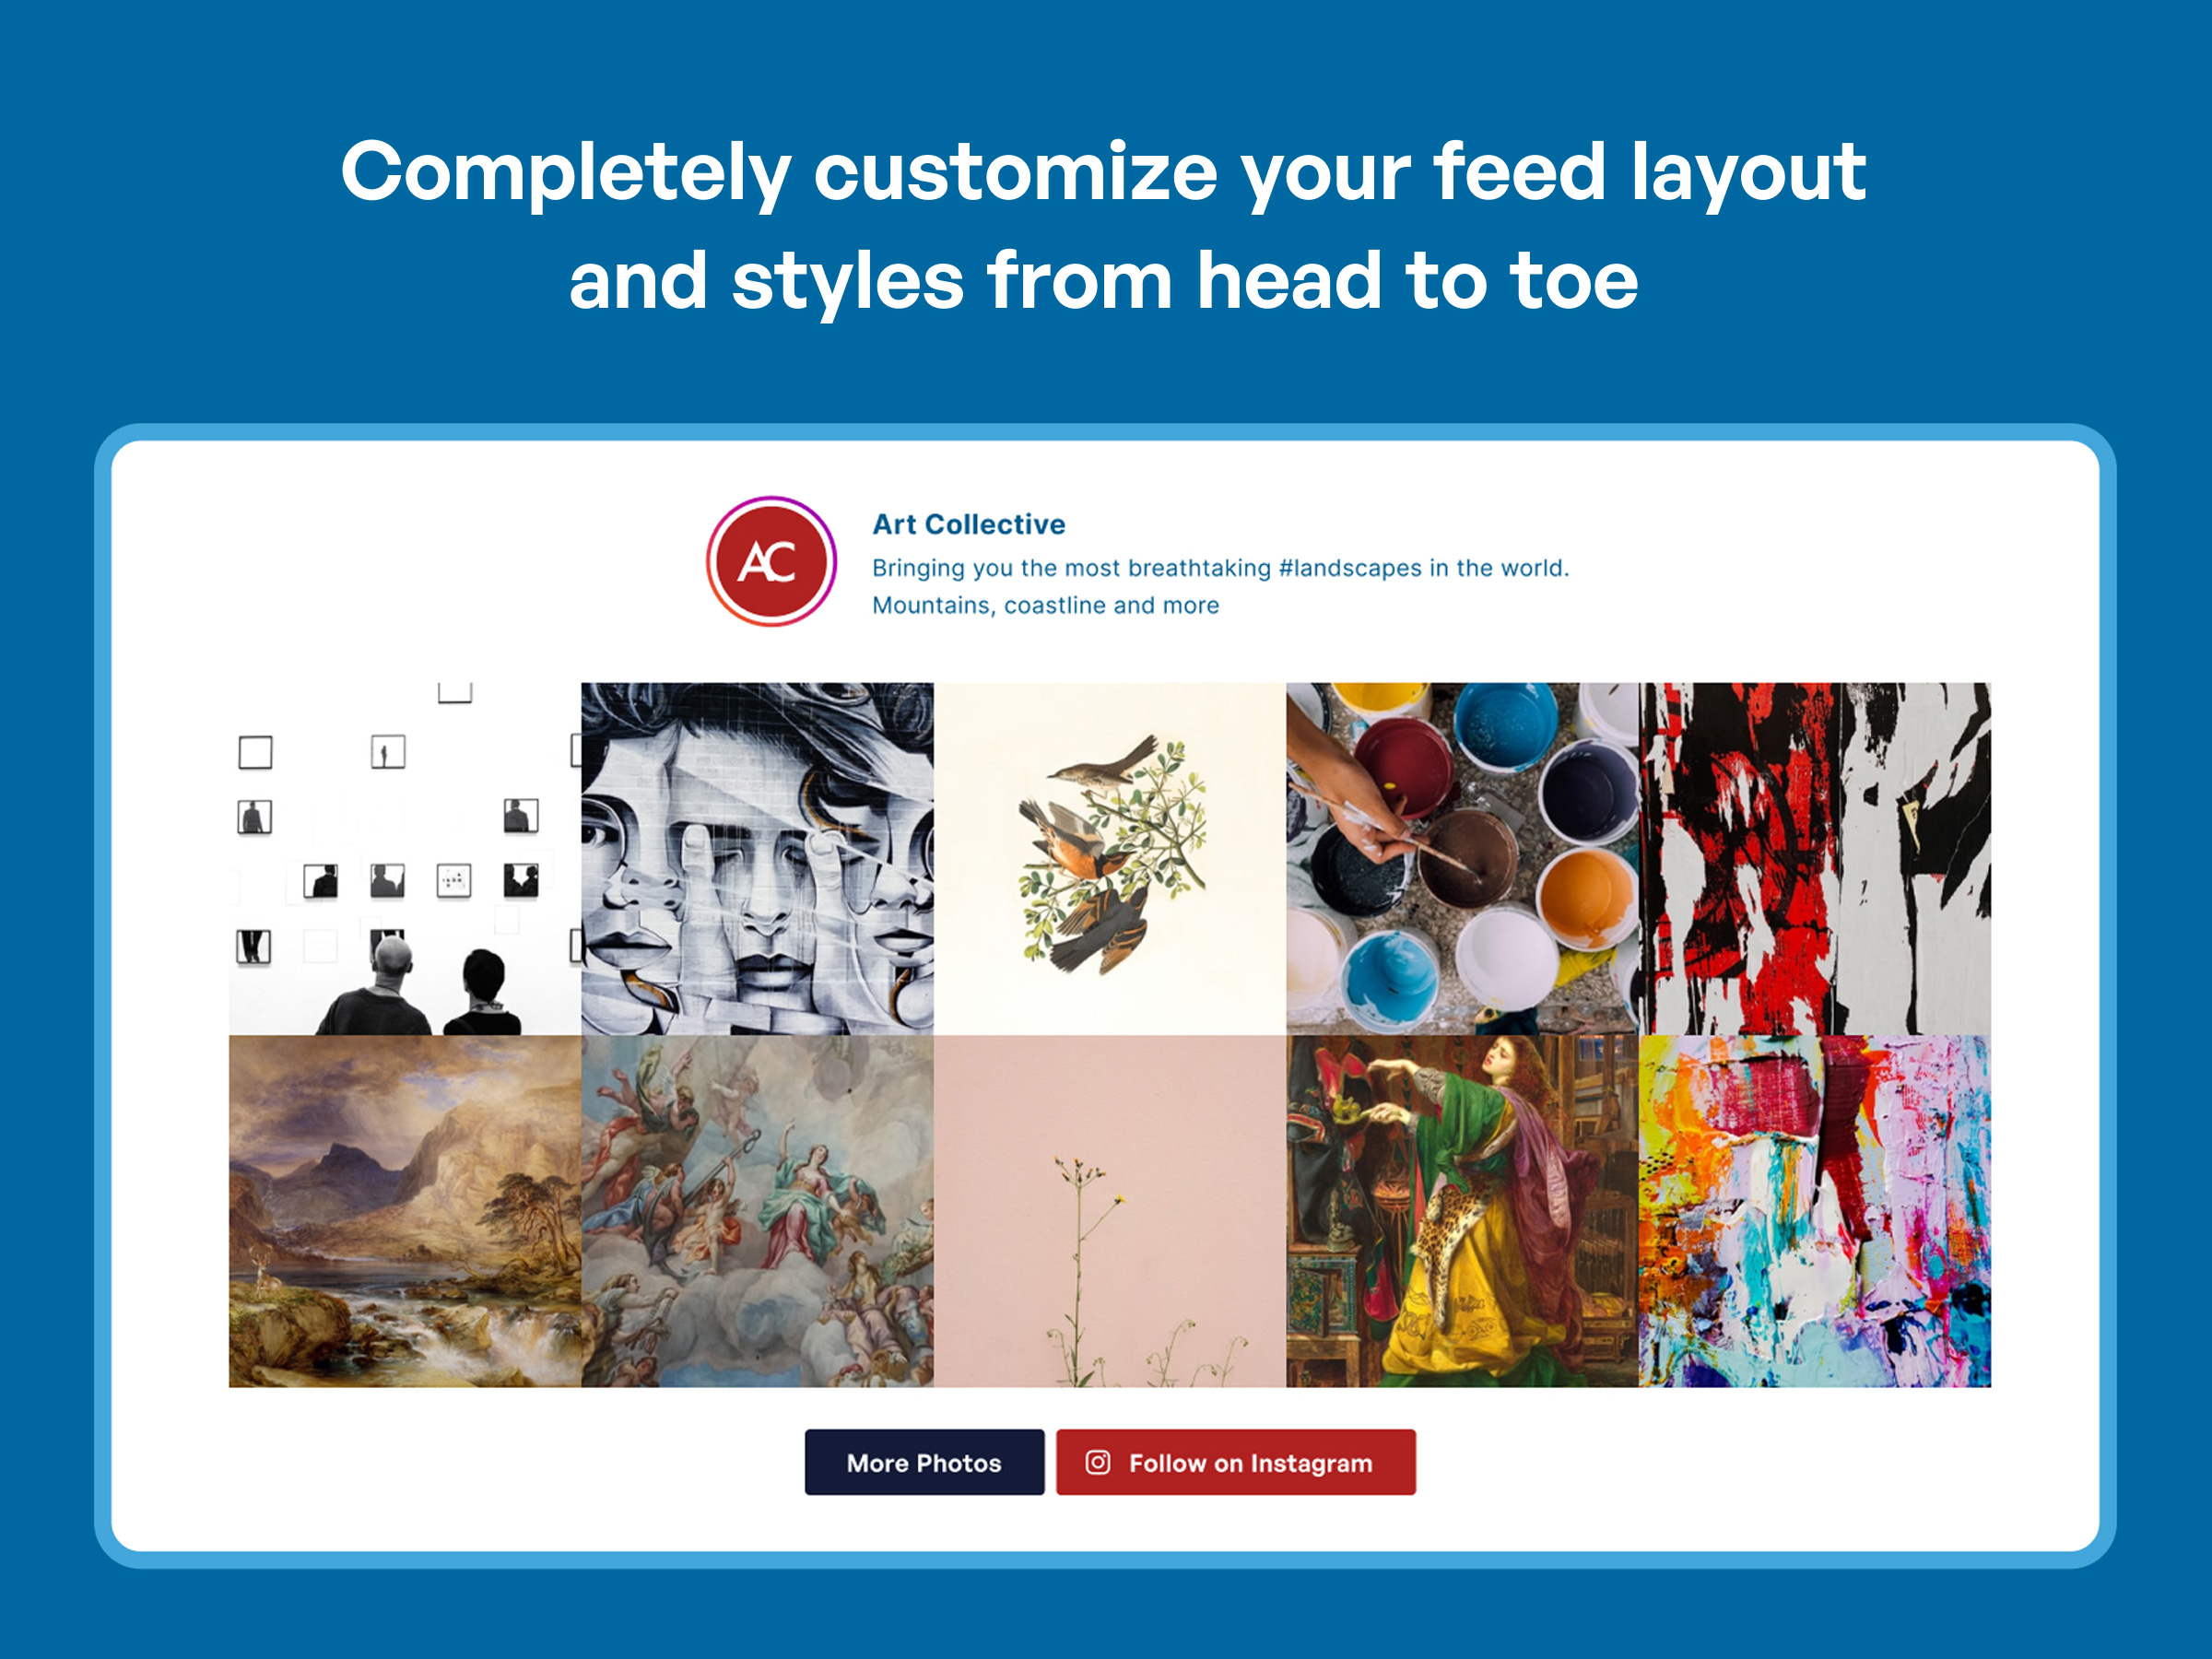 Completely customize your feed layout
and styles from head to toe
AC
Art Collective
Bringing you the most breathtaking #landscapes in the world.
Mountains, coastline and more
More Photos
Follow on Instagram